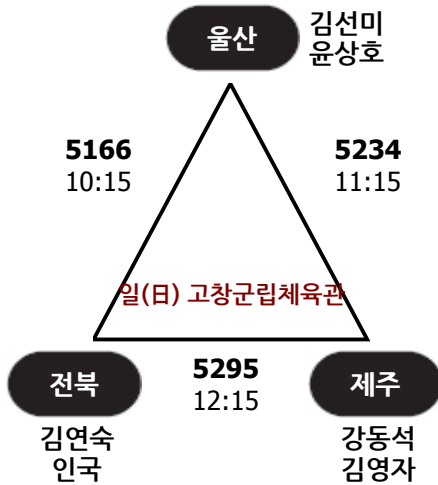 울산
김선미
윤상호
5166
10:15
5234
11:15
일(日) 고창군립체육관
전북
5295
12:15
제주
김연숙
인국
강동석
김영자